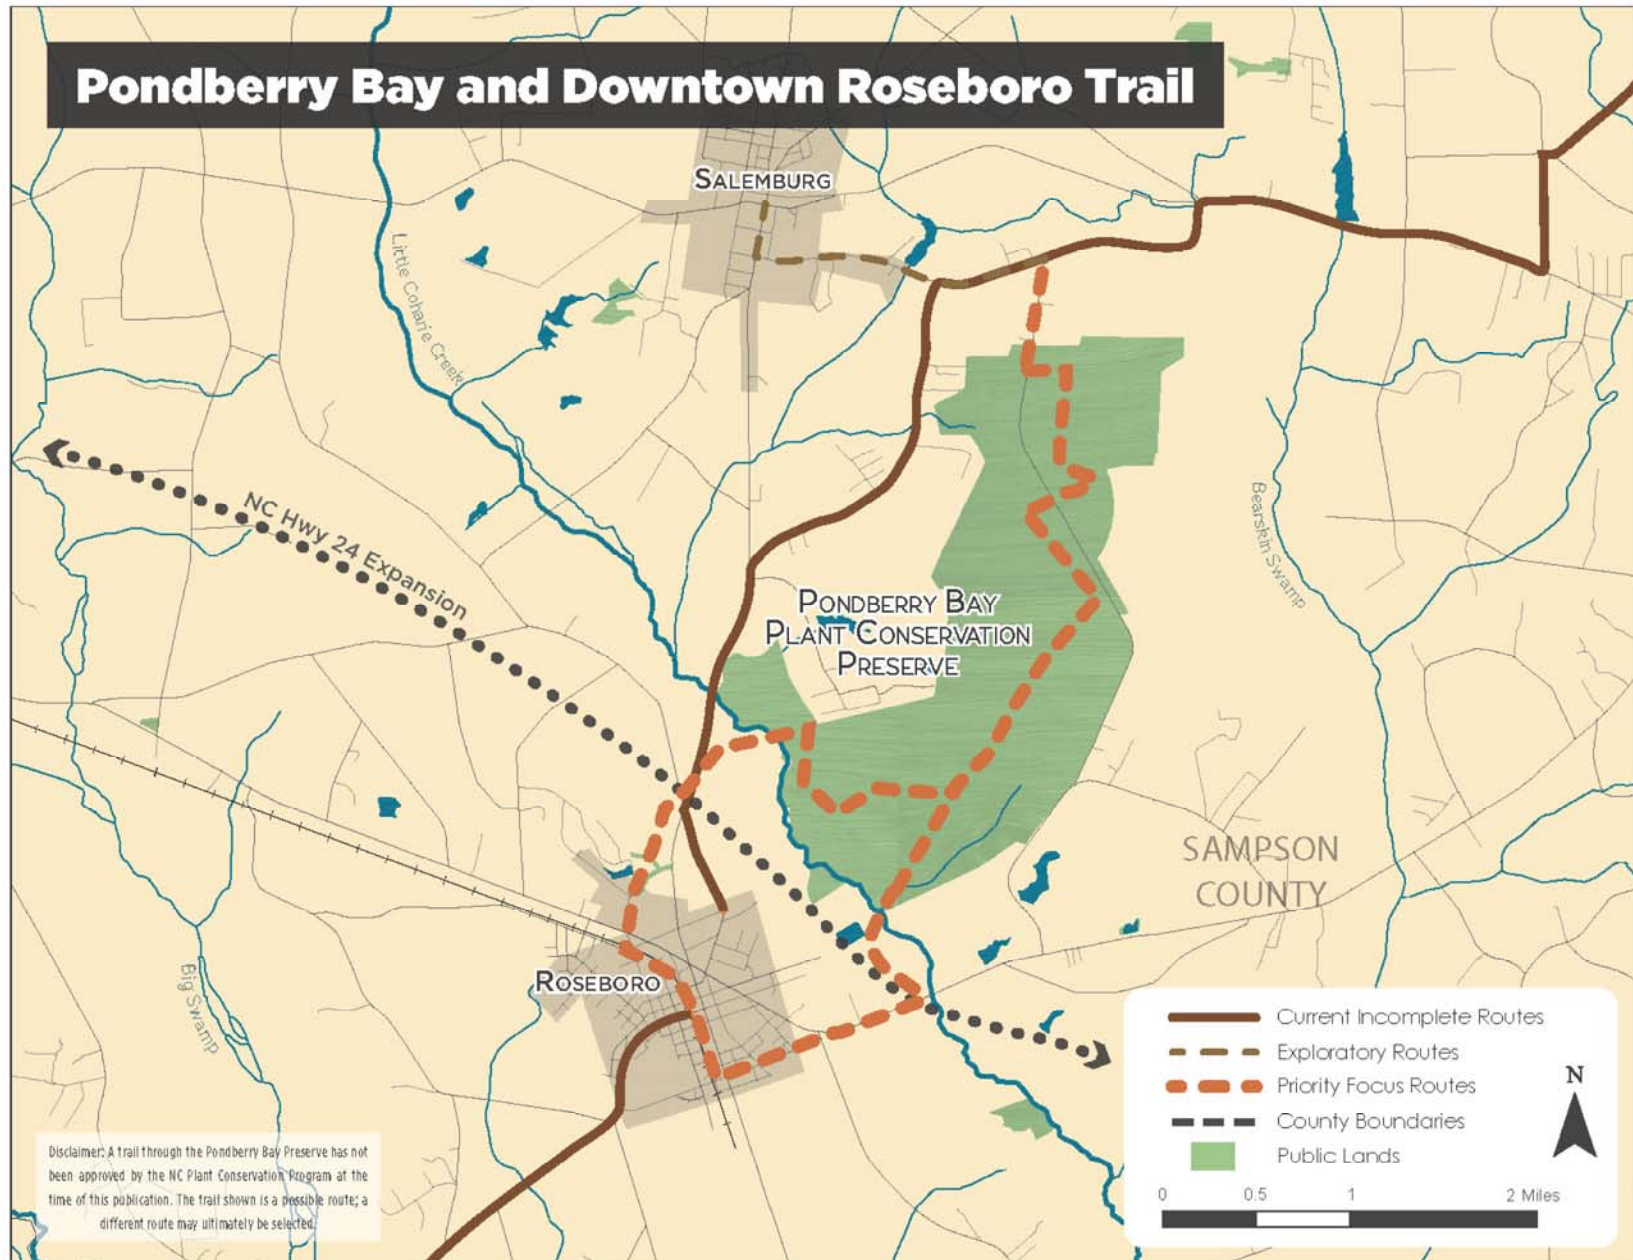 Pondberry Bay and Downtown Roseboro Trail
SALEMBURG
Little Coharie Creek
NC Hwy 24 Expansion
Bearskin Swamp
PONDBERRY BAY
PLANT CONSERVATION
PRESERVE
SAMPSON
COUNTY
ROSEBORO
Big Swamp
Current Incomplete Routes
Exploratory Routes
Priority Focus Routes
County Boundaries
Public Lands
N
0 0.5 1 2 Miles
Disclaimer: A trail through the Pondberry Bay Preserve has not
been approved by the NC Plant Conservation Program at the
time of this publication. The trail shown is a possible route; a
different route may ultimately be selected.